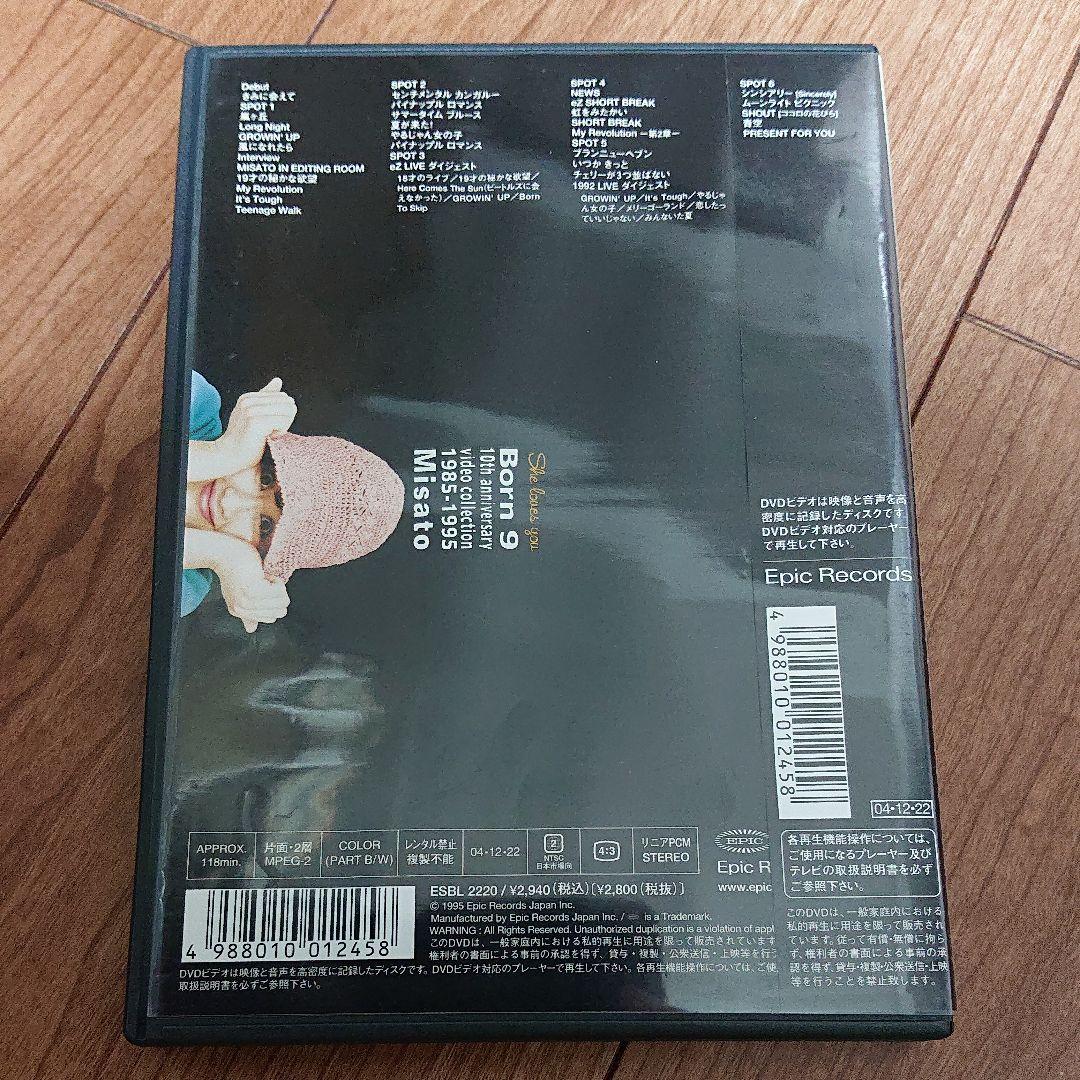 Debut
きみに会えて
SPOT 1
嵐ヶ丘
Long Night
GROWIN' UP
風になれたら
Interview
MISATO IN EDITING ROOM
19才の秘かな欲望
My Revolution
It's Tough
Teenage Walk
SPOT 2
センチメンタル カンガルー
パイナップル ロマンス
サマータイム ブルース
夏が来た!
やるじゃん女の子
パイナップル ロマンス
SPOT 3
eZ LIVE ダイジェスト
18才のライブ/19才の秘かな欲望/
Here Comes The Sun(ビートルズに会
えなかった)/GROWIN' UP/Born
To Skip
SPOT 4
NEWS
eZ SHORT BREAK
虹をみたかい
SHORT BREAK
My Revolution ー第2章ー
SPOT 5
ブランニューヘブン
いつか きっと
チェリーが3つ並ばない
1992 LIVE ダイジェスト
GROWIN' UP/It's Tough/やるじゃ
ん女の子/メリーゴーランド/恋したっ
ていいじゃない/みんないた夏
SPOT 6
シンシアリー [Sincerely]
ムーンライト ピクニック
SHOUT [ココロの花びら]
青空
PRESENT FOR YOU
She loves you
Born 9
10th anniversary
video collection
1985-1995
Misato
DVDビデオは映像と音声を高
密度に記録したディスクです
DVDビデオ対応のプレーヤー
で再生して下さい。
Epic Records
4 988010 012458
04•12•22
各再生機能操作については、
ご使用になるプレーヤー及び
テレビの取扱説明書を必ず
ご参照下さい。
このDVDは、一般家庭内における
私的再生に用途を限って販売され
ています。従って有償・無償に拘ら
ず、権利者の書面による事前の承
認を得ず、貸与・複製・公衆送信・上映
等を行うことを禁止致します。
APPROX.
118min.
片面・2層
MPEG-2
COLOR
(PART B/W)
レンタル禁止
複製不能
04•12•22
2
NTSC
日本市場向
4:3
リニアPCM
STEREO
EPIC
Epic R
www.epic
ESBL 2220/¥2,940(税込)[¥2,800(税抜)]
© 1995 Epic Records Japan Inc.
Manufactured by Epic Records Japan Inc. / is a Trademark.
WARNING : All Rights Reserved. Unauthorized duplication is a violation of appl
このDVDは、一般家庭内における私的再生に用途を限って販売されています
権利者の書面による事前の承認を得ず、貸与・複製・公衆送信・上映等を行う
4 988010 012458
DVDビデオは映像と音声を高密度に記録したディスクです。DVDビデオ対応のプレーヤーで再生して下さい。各再生機能操作については、ご使
取扱説明書を必ずご参照下さい。